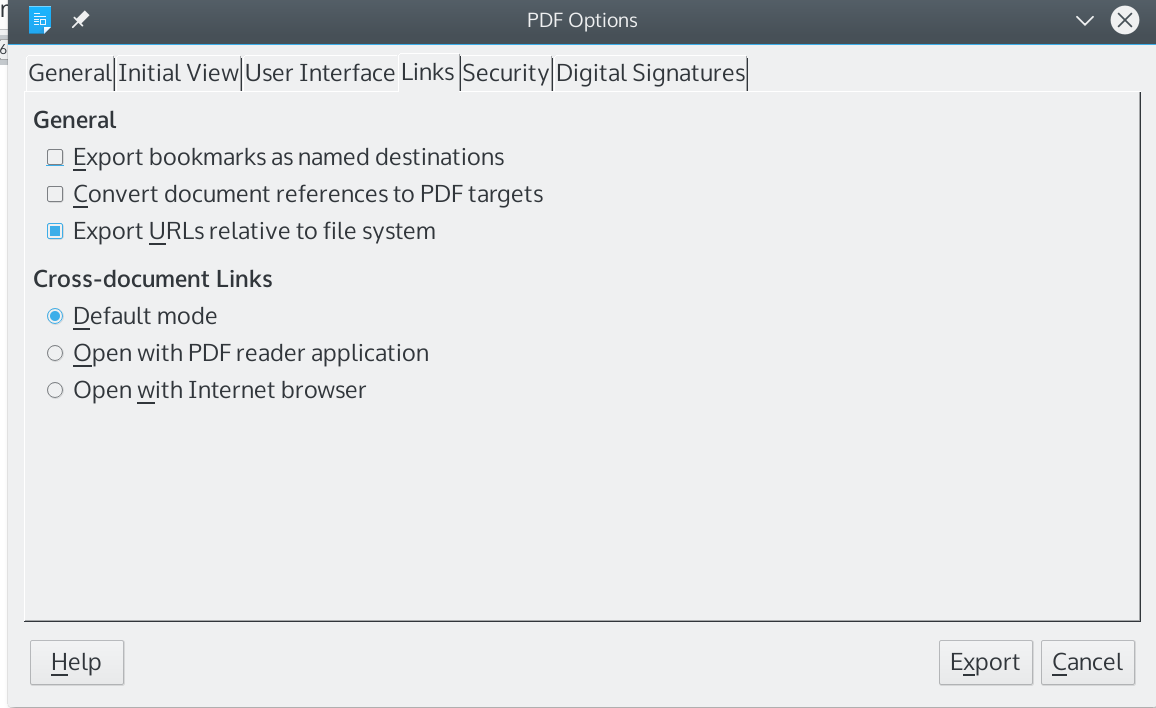 PDF Options
General Initial View User Interface Links Security Digital Signatures
General
Export bookmarks as named destinations
Convert document references to PDF targets
Export URLs relative to file system
Cross-document Links
Default mode
Open with PDF reader application
Open with Internet browser
Help Export Cancel